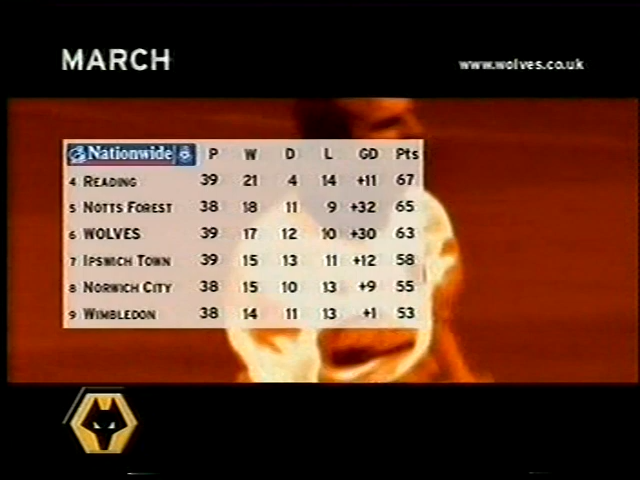 MARCH
www.wolves.co.uk
Nationwide P W D L GD Pts
4 READING 39 21 4 14 +11 67
5 NOTTS FOREST 38 18 11 9 +32 65
6 WOLVES 39 17 12 10 +30 63
7 IPSWICH TOWN 39 15 13 11 +12 58
8 NORWICH CITY 38 15 10 13 +9 55
9 WIMBLEDON 38 14 11 13 +1 53